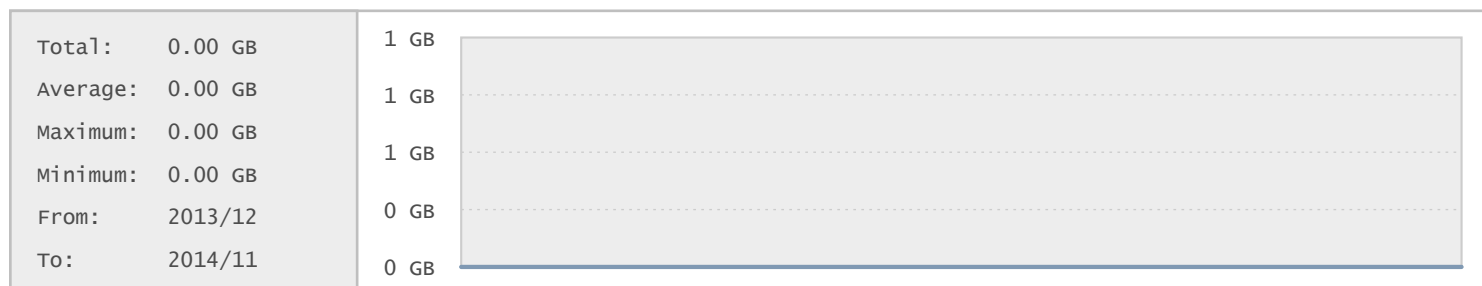 Total: 0.00 GB
Average: 0.00 GB
Maximum: 0.00 GB
Minimum: 0.00 GB
From: 2013/12
To: 2014/11
1 GB
1 GB
1 GB
0 GB
0 GB